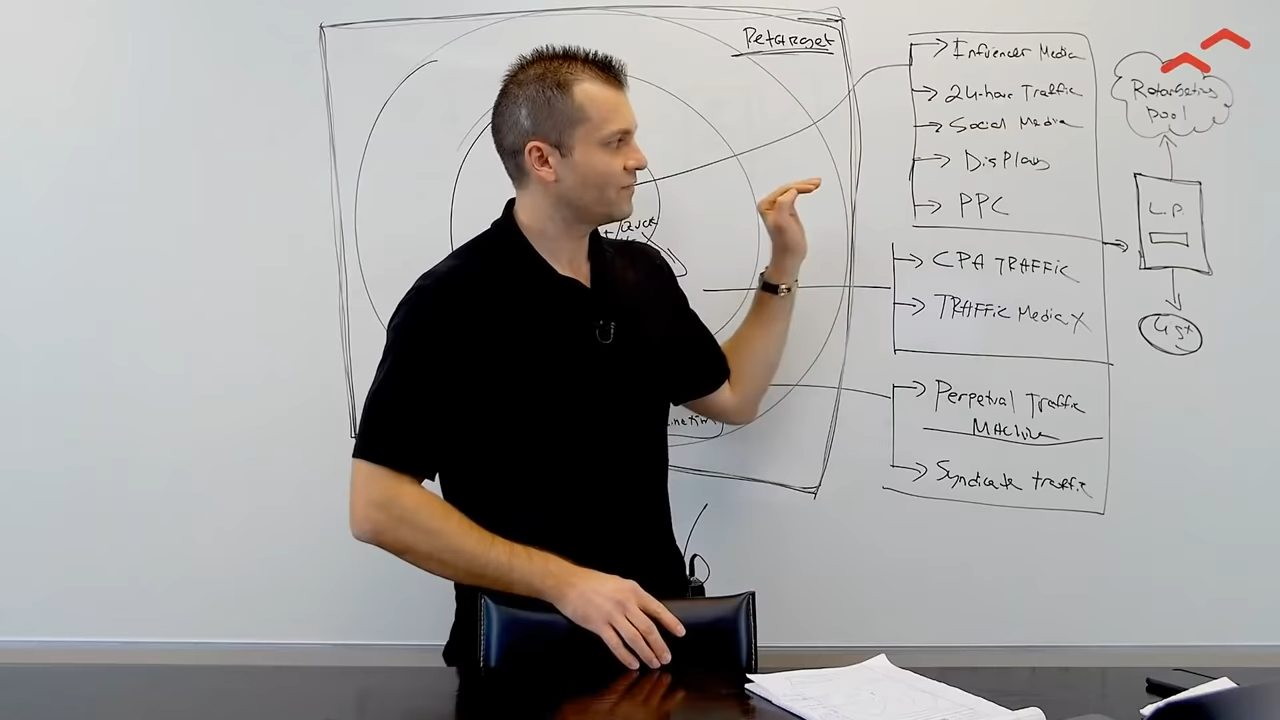 Retarget
Influencer Media
24-hour Traffic
Social Media
Display
PPC
CPA TRAFFIC
TRAFFIC Media X
Perpetual Traffic
MACHINE
Syndicate traffic
Retargeting
Pool
L.P.
List